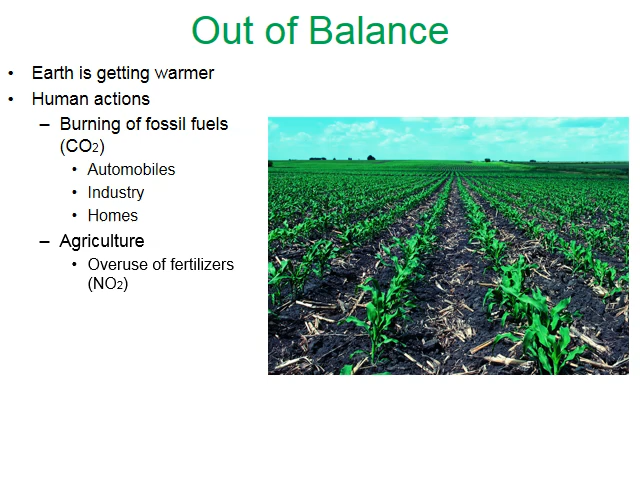 Out of Balance
• Earth is getting warmer
• Human actions
– Burning of fossil fuels
(CO2)
• Automobiles
• Industry
• Homes
– Agriculture
• Overuse of fertilizers
(NO2)